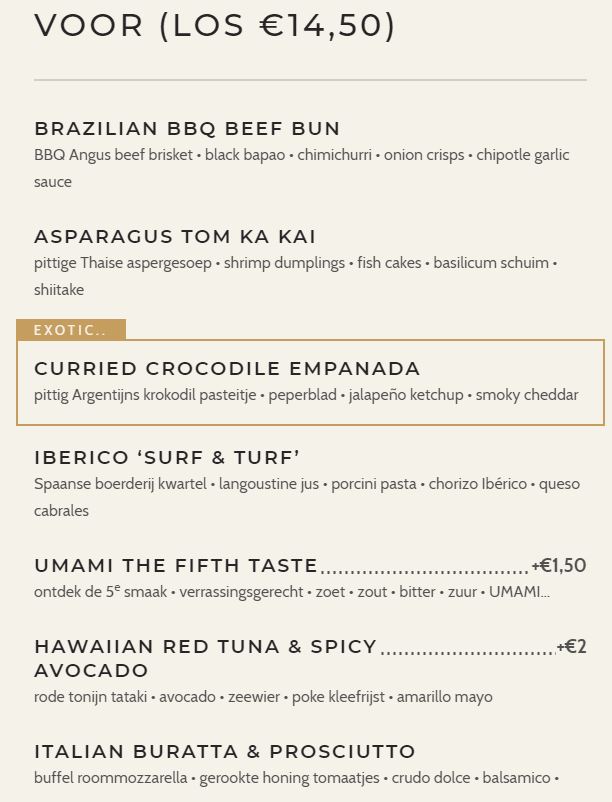 VOOR (LOS €14,50)
BRAZILIAN BBQ BEEF BUN
BBQ Angus beef brisket • black bapao • chimichurri • onion crisps • chipotle garlic
sauce
ASPARAGUS TOM KA KAI
pittige Thaise aspergesoep • shrimp dumplings • fish cakes • basilicum schuim •
shiitake
EXOTIC..
CURRIED CROCODILE EMPANADA
pittig Argentijns krokodil pasteitje • peperblad • jalapeño ketchup • smoky cheddar
IBERICO ‘SURF & TURF’
Spaanse boerderij kwartel • langoustine jus • porcini pasta • chorizo Ibérico • queso
cabrales
UMAMI THE FIFTH TASTE +€1,50
ontdek de 5e smaak • verrassingsgerecht • zoet • zout • bitter • zuur • UMAMI...
HAWAIIAN RED TUNA & SPICY +€2
AVOCADO
rode tonijn tataki • avocado • zeewier • poke kleefrijst • amarillo mayo
ITALIAN BURATTA & PROSCIUTTO
buffel roommozzarella • gerookte honing tomaatjes • crudo dolce • balsamico •